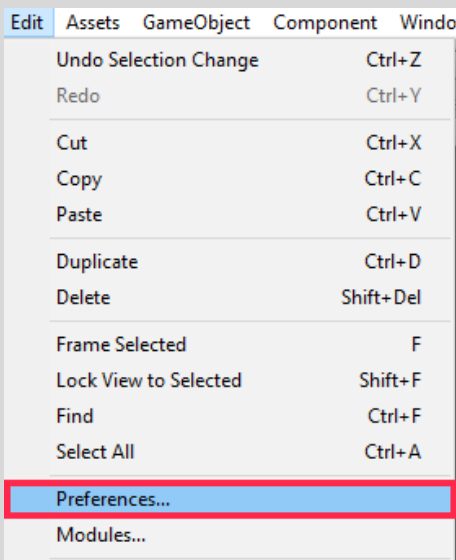 Edit Assets GameObject Component Windo
Undo Selection Change Ctrl+Z
Redo Ctrl+Y
Cut Ctrl+X
Copy Ctrl+C
Paste Ctrl+V
Duplicate Ctrl+D
Delete Shift+Del
Frame Selected F
Lock View to Selected Shift+F
Find Ctrl+F
Select All Ctrl+A
Preferences...
Modules...